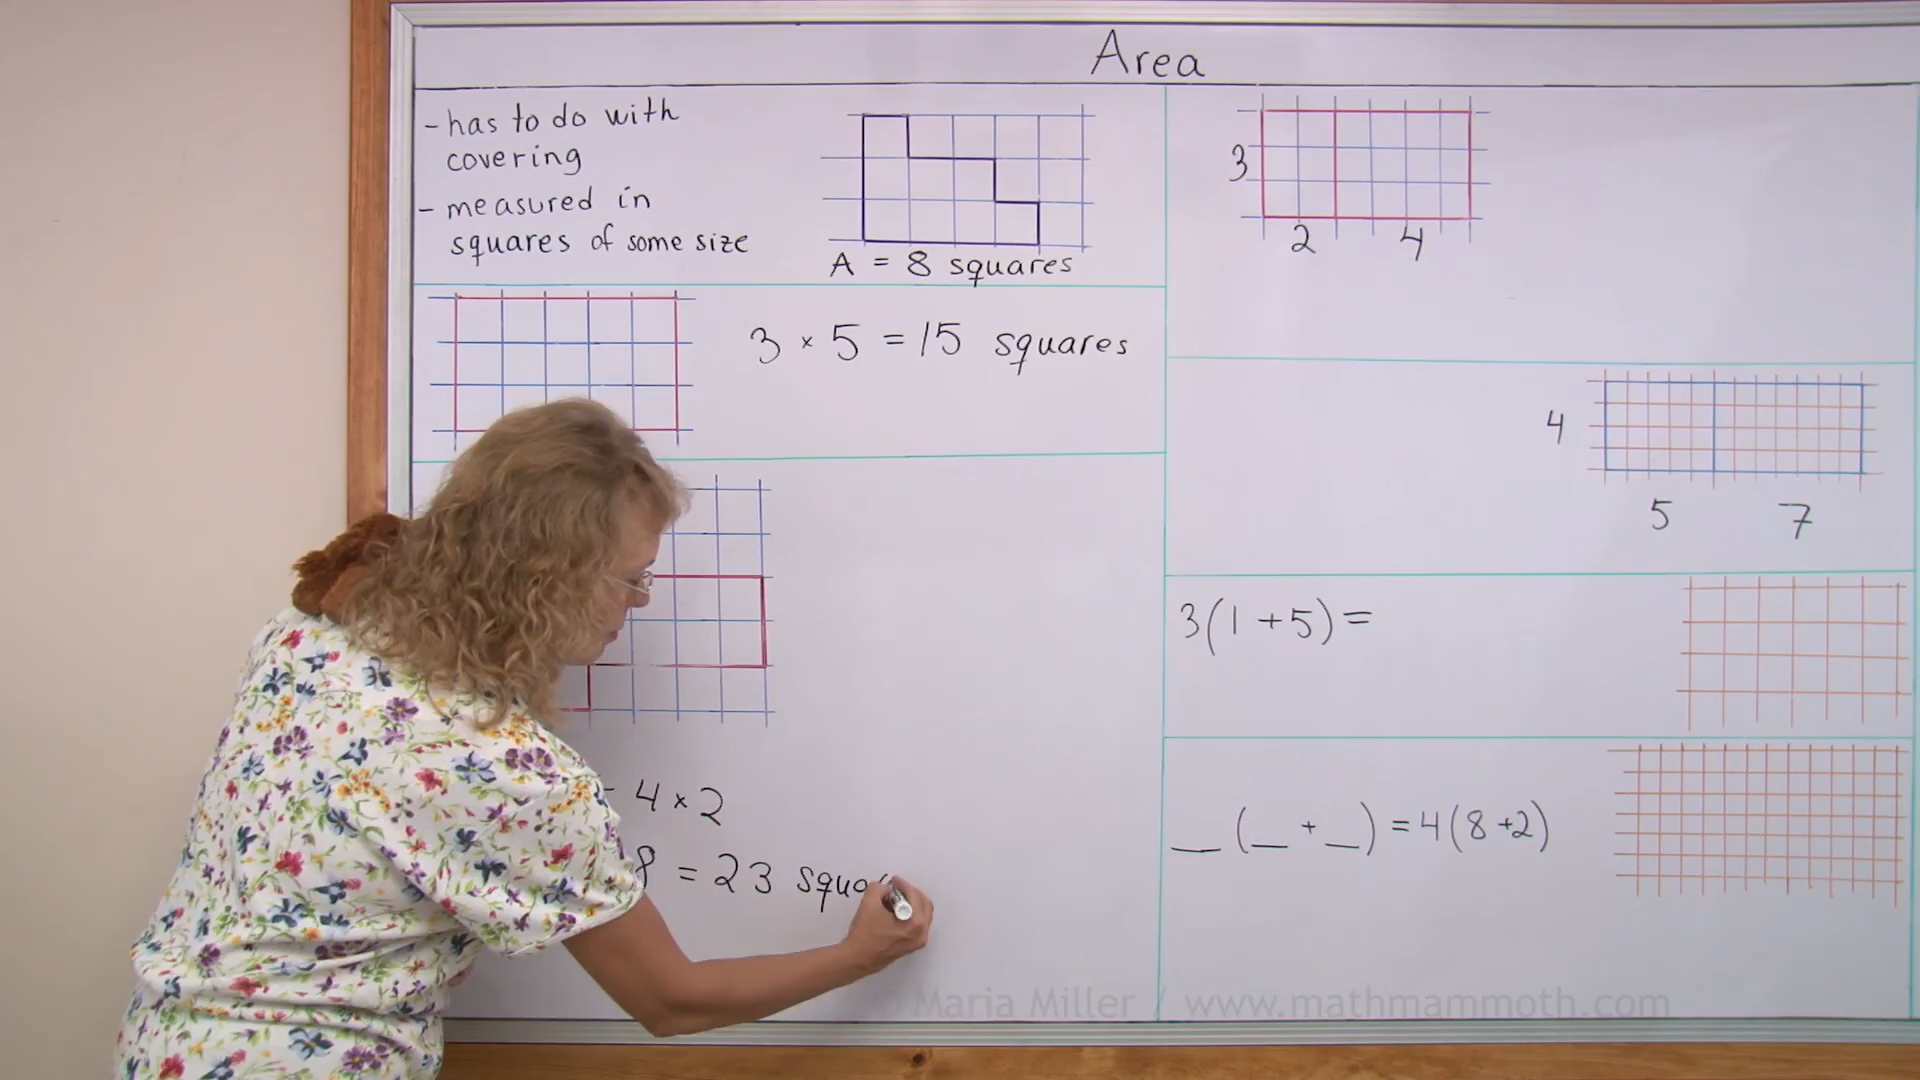 Area
- has to do with
covering
- measured in
squares of some size
A = 8 squares
3 × 5 = 15 squares
4 × 2
8 = 23 squa
3
2 4
4
5 7
3(1+5)=
__ (__ + __) = 4(8+2)
© Maria Miller / www.mathmammoth.com